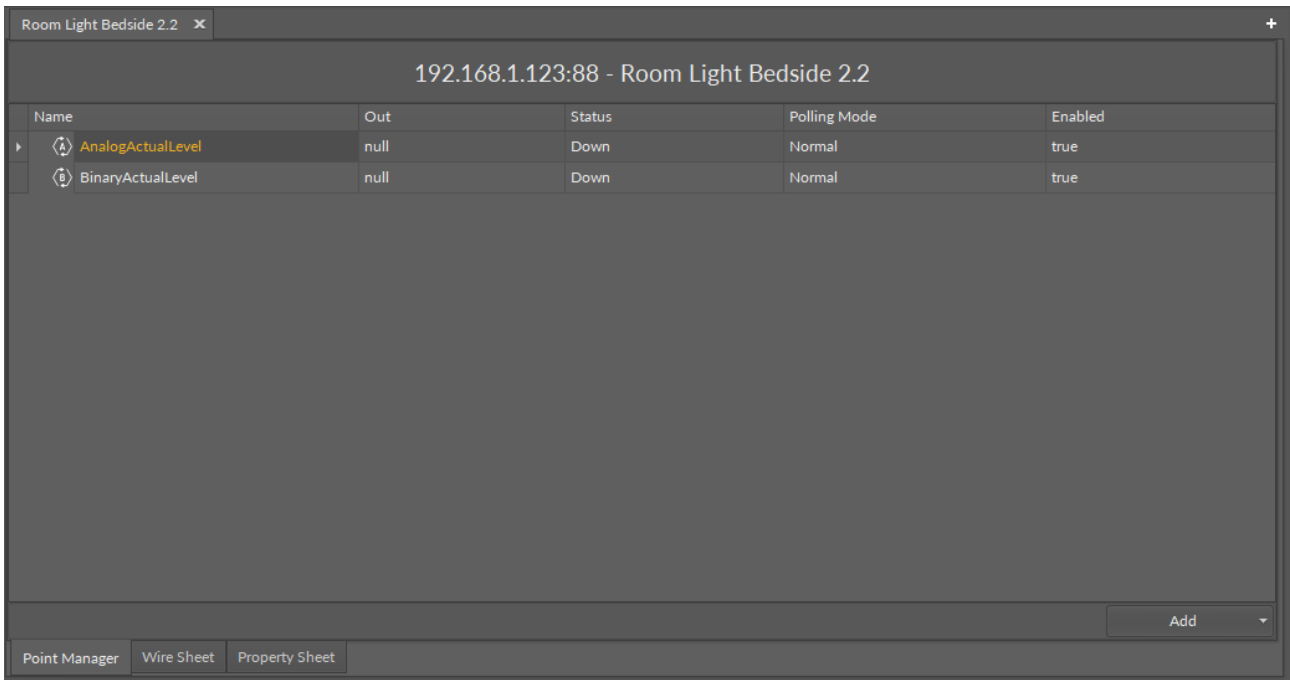 Room Light Bedside 2.2 ×
+
192.168.1.123:88 - Room Light Bedside 2.2
Name Out Status Polling Mode Enabled
A AnalogActualLevel null Down Normal true
B BinaryActualLevel null Down Normal true
Add
Point Manager Wire Sheet Property Sheet